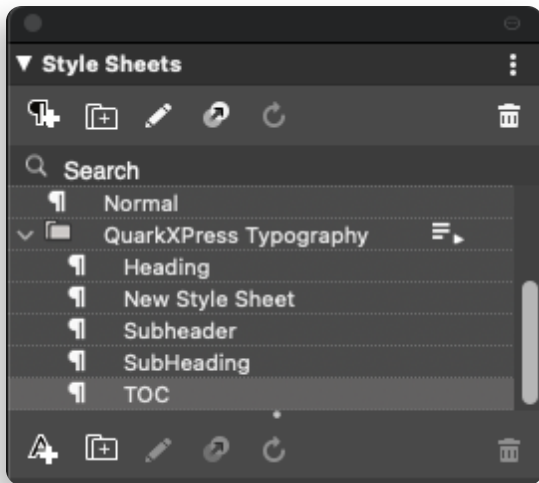 Style Sheets
Search
Normal
QuarkXPress Typography
Heading
New Style Sheet
Subheader
SubHeading
TOC